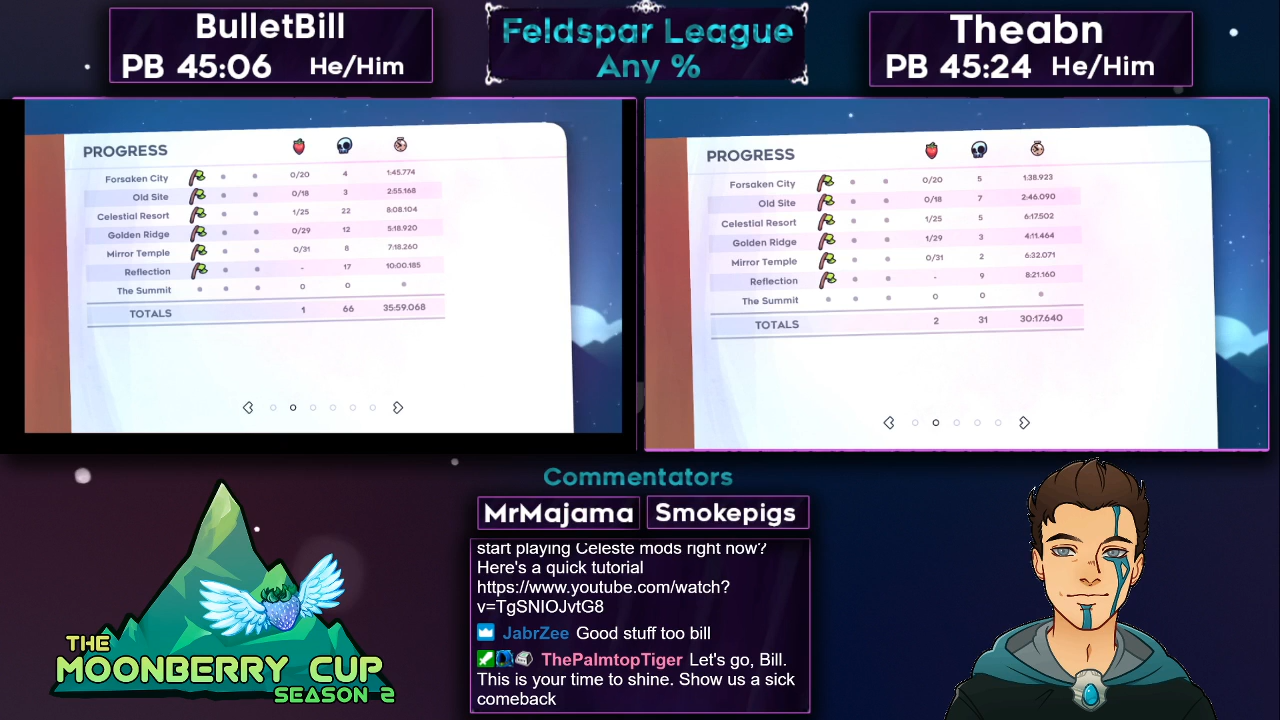 BulletBill
PB 45:06 He/Him
Feldspar League
Any %
Theabn
PB 45:24 He/Him
PROGRESS
Forsaken City 0/20 4 1:45.774
Old Site 0/18 3 2:55.168
Celestial Resort 1/25 22 8:08.104
Golden Ridge 0/29 12 5:18.920
Mirror Temple 0/31 8 7:18.260
Reflection - 17 10:00.185
The Summit 0 0
TOTALS 1 66 35:59.068
PROGRESS
Forsaken City 0/20 5 1:38.923
Old Site 0/18 7 2:46.090
Celestial Resort 1/25 5 6:17.502
Golden Ridge 1/29 3 4:11.464
Mirror Temple 0/31 2 6:32.071
Reflection - 9 8:21.160
The Summit 0 0
TOTALS 2 31 30:17.640
Commentators
MrMajama Smokepigs
start playing Celeste mods right now?
Here's a quick tutorial
https://www.youtube.com/watch?
v=TgSNIOJvtG8
JabrZee Good stuff too bill
ThePalmtopTiger Let's go, Bill.
This is your time to shine. Show us a sick
comeback
THE
MOONBERRY CUP
SEASON 2